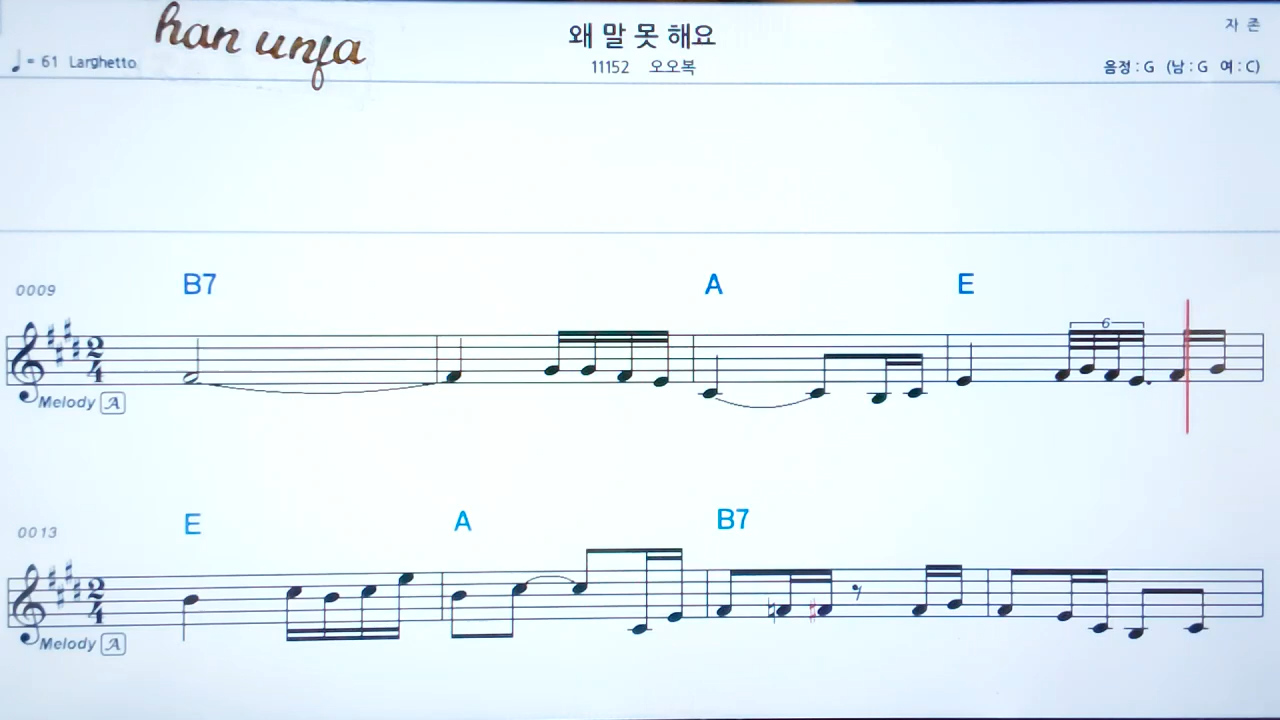 han unfa
왜 말 못 해요
자 존
♩= 61 Larghetto
11152 오오복
음정 : G (남 : G 여 : C)
B7 A E
0009
6
2 4
Melody A
E A B7
0013
2 4
Melody A